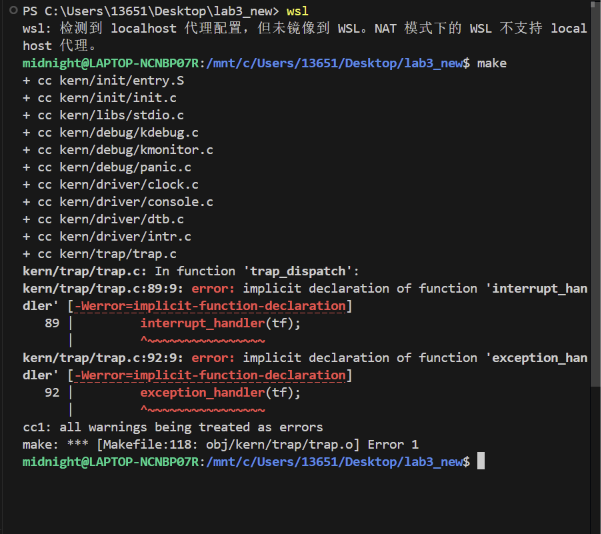 PS C:\Users\13651\Desktop\lab3_new> wsl
wsl: 检测到 localhost 代理配置，但未镜像到 WSL。NAT 模式下的 WSL 不支持 local
host 代理。
midnight@LAPTOP-NCNBP07R:/mnt/c/Users/13651/Desktop/lab3_new$ make
+ cc kern/init/entry.S
+ cc kern/init/init.c
+ cc kern/libs/stdio.c
+ cc kern/debug/kdebug.c
+ cc kern/debug/kmonitor.c
+ cc kern/debug/panic.c
+ cc kern/driver/clock.c
+ cc kern/driver/console.c
+ cc kern/driver/dtb.c
+ cc kern/driver/intr.c
+ cc kern/trap/trap.c
kern/trap/trap.c: In function 'trap_dispatch':
kern/trap/trap.c:89:9: error: implicit declaration of function 'interrupt_han
dler' [-Werror=implicit-function-declaration]
   89 |         interrupt_handler(tf);
      |         ^~~~~~~~~~~~~~~~~
kern/trap/trap.c:92:9: error: implicit declaration of function 'exception_han
dler' [-Werror=implicit-function-declaration]
   92 |         exception_handler(tf);
      |         ^~~~~~~~~~~~~~~~~
cc1: all warnings being treated as errors
make: *** [Makefile:118: obj/kern/trap/trap.o] Error 1
midnight@LAPTOP-NCNBP07R:/mnt/c/Users/13651/Desktop/lab3_new$